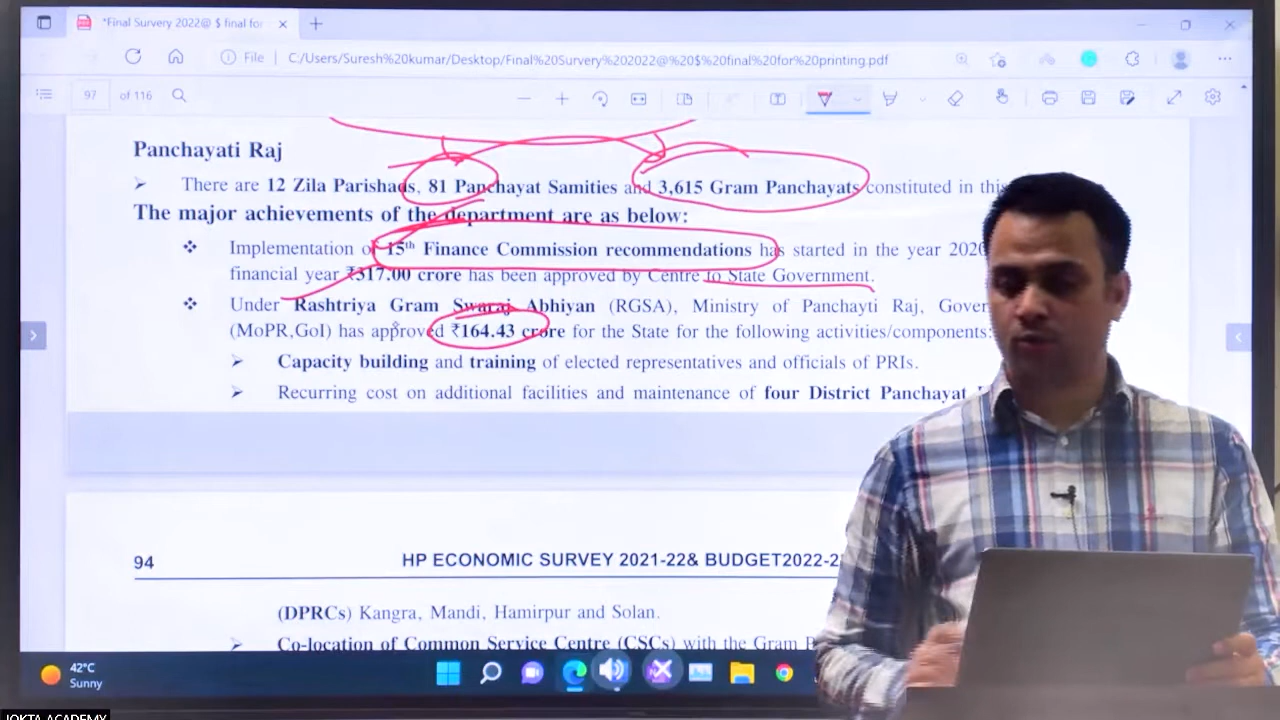 *Final Survery 2022@ $ final for
File
C:/Users/Suresh%20kumar/Desktop/Final%20Survery%202022@%20$%20final%20for%20printing.pdf
97 of 116
Panchayati Raj
There are 12 Zila Parishads, 81 Panchayat Samities and 3,615 Gram Panchayats constituted in this
The major achievements of the department are as below:
Implementation of 15th Finance Commission recommendations has started in the year 2020
financial year ₹317.00 crore has been approved by Centre to State Government.
Under Rashtriya Gram Swaraj Abhiyan (RGSA), Ministry of Panchayti Raj, Gover
(MoPR,GoI) has approved ₹164.43 crore for the State for the following activities/components:
Capacity building and training of elected representatives and officials of PRIs.
Recurring cost on additional facilities and maintenance of four District Panchayat
94 HP ECONOMIC SURVEY 2021-22& BUDGET2022-2
(DPRCs) Kangra, Mandi, Hamirpur and Solan.
Co-location of Common Service Centre (CSCs) with the Gram
42°C
Sunny
JOKTA ACADEMY